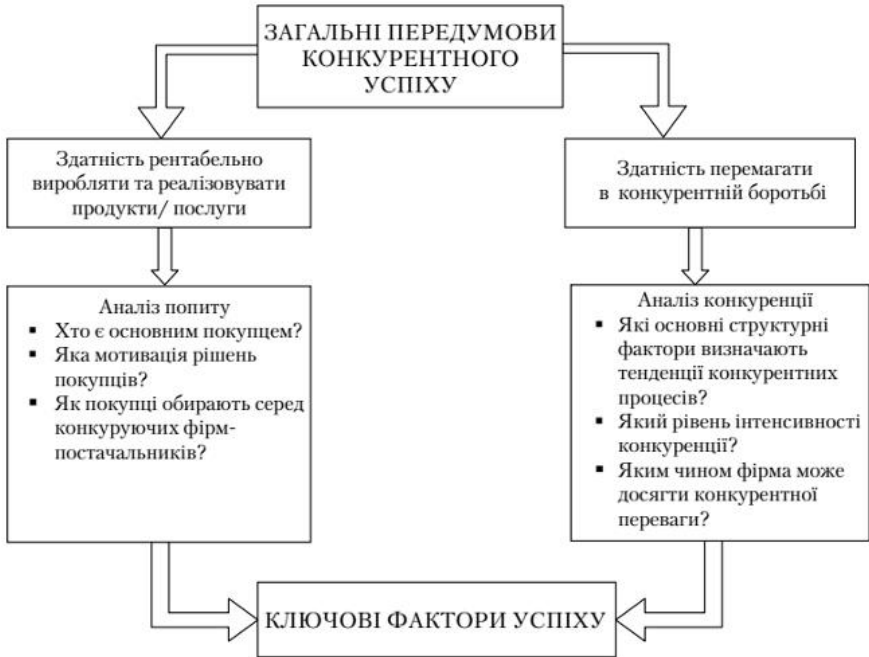 ЗАГАЛЬНІ ПЕРЕДУМОВИ
КОНКУРЕНТНОГО
УСПІХУ
Здатність рентабельно
виробляти та реалізовувати
продукти/ послуги
Здатність перемагати
в конкурентній боротьбі
Аналіз попиту
▪ Хто є основним покупцем?
▪ Яка мотивація рішень
покупців?
▪ Як покупці обирають серед
конкуруючих фірм-
постачальників?
Аналіз конкуренції
▪ Які основні структурні
фактори визначають
тенденції конкурентних
процесів?
▪ Який рівень інтенсивності
конкуренції?
▪ Яким чином фірма може
досягти конкурентної
переваги?
КЛЮЧОВІ ФАКТОРИ УСПІХУ